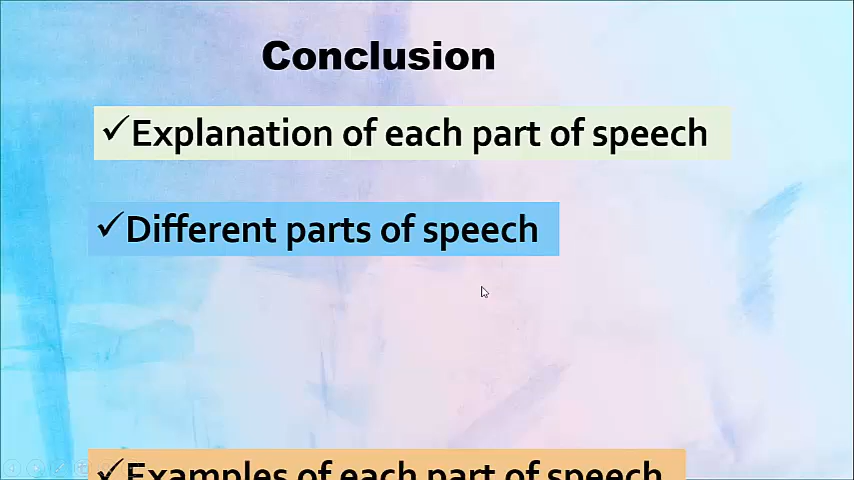 Conclusion
✓Explanation of each part of speech
✓Different parts of speech
✓Examples of each part of speech